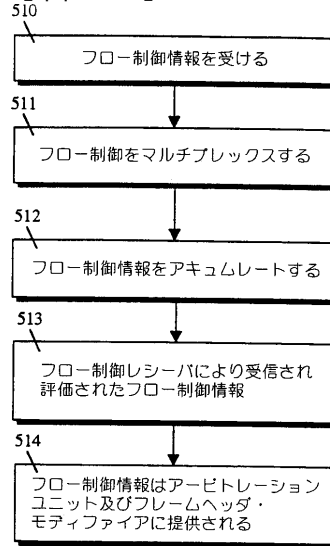 510
フロー制御情報を受ける
511
フロー制御をマルチプレックスする
512
フロー制御情報をアキュムレートする
513
フロー制御レシーバにより受信され
評価されたフロー制御情報
514
フロー制御情報はアービトレーション
ユニット及びフレームヘッダ・
モディファイアに提供される